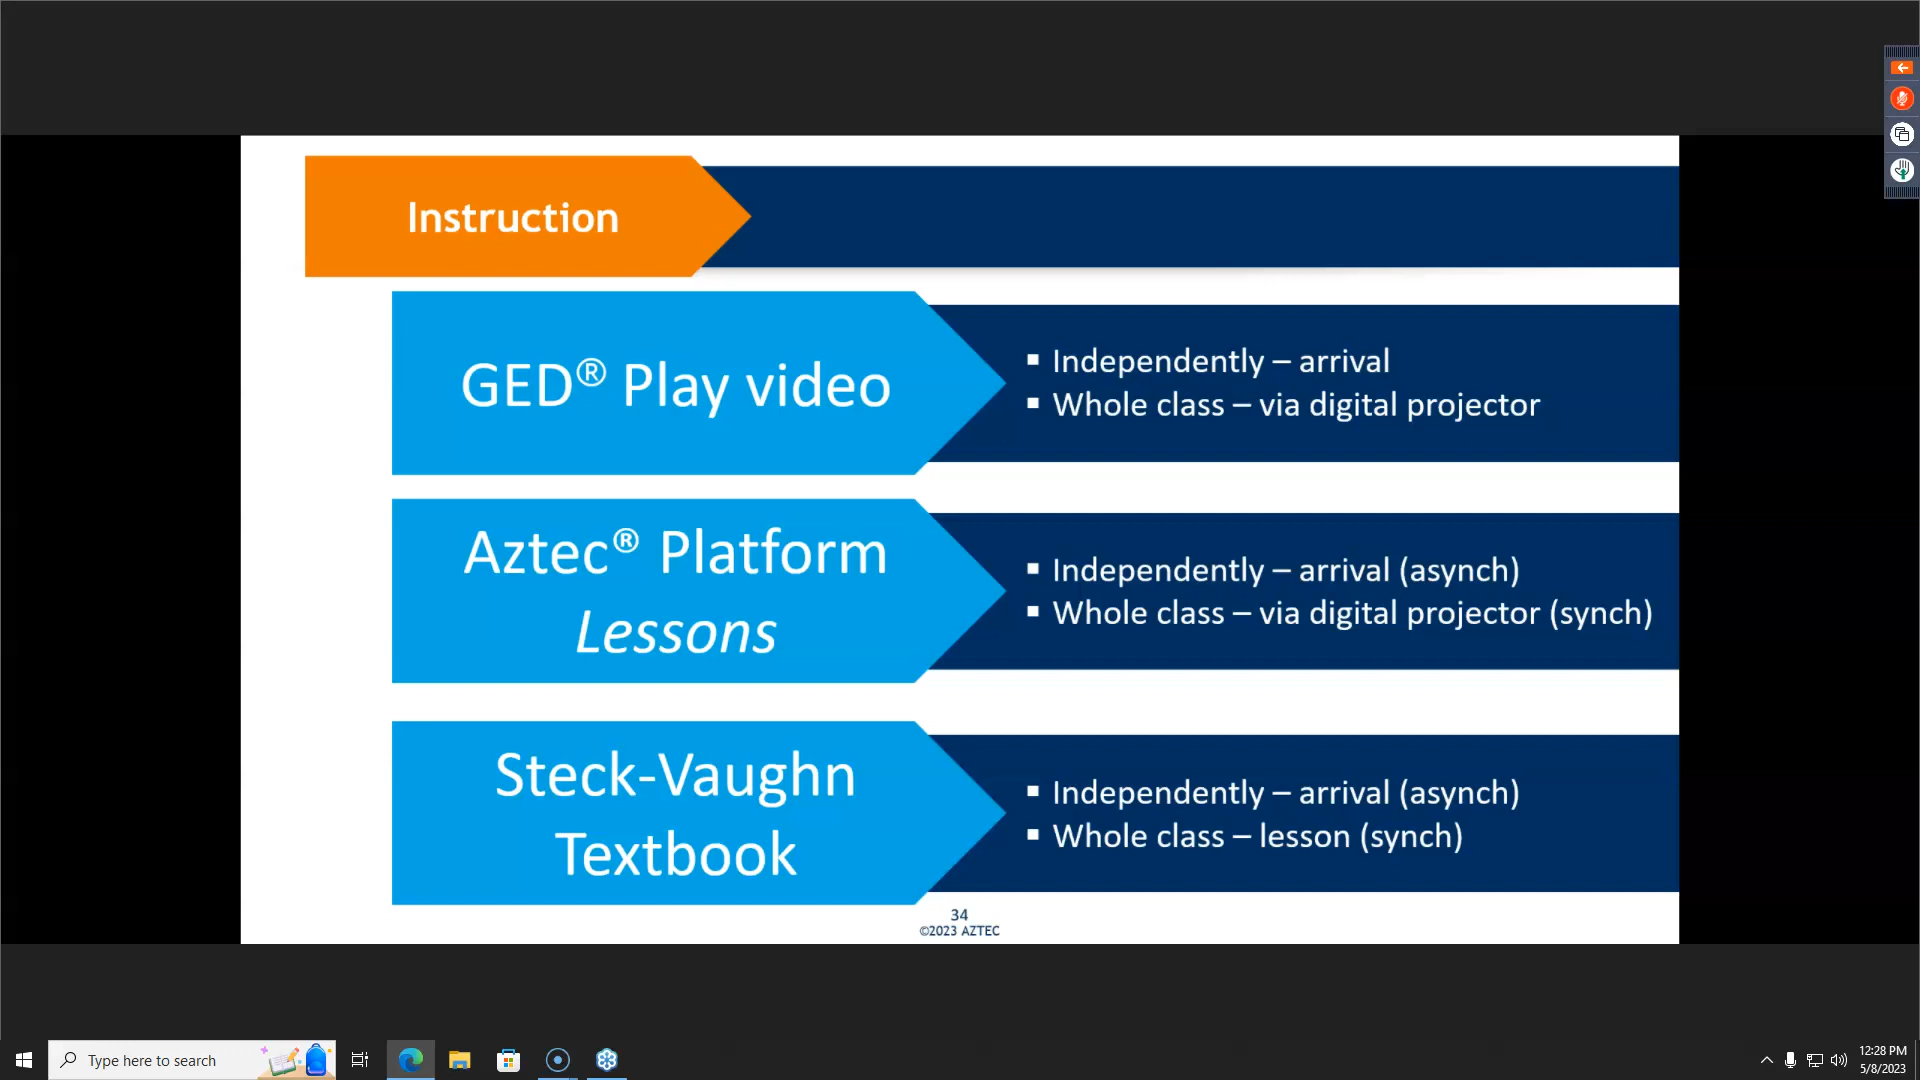 Instruction
GED® Play video
▪ Independently – arrival
▪ Whole class – via digital projector
Aztec® Platform
Lessons
▪ Independently – arrival (asynch)
▪ Whole class – via digital projector (synch)
Steck-Vaughn
Textbook
▪ Independently – arrival (asynch)
▪ Whole class – lesson (synch)
34
©2023 AZTEC
Type here to search
12:28 PM
5/8/2023